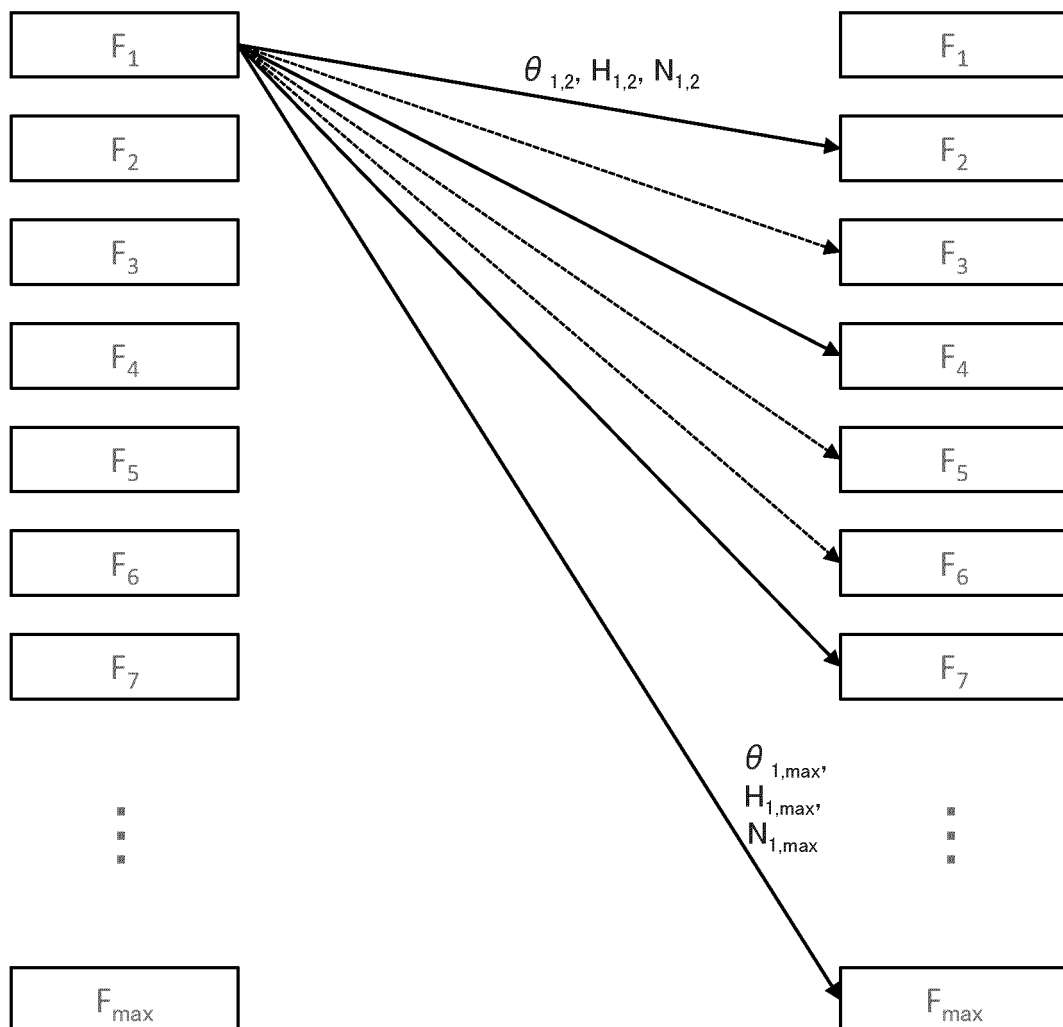 F1
F2
F3
F4
F5
F6
F7
⋮
Fmax
θ 1,2, H1,2, N1,2
θ 1,max,
H1,max,
N1,max
F1
F2
F3
F4
F5
F6
F7
⋮
Fmax